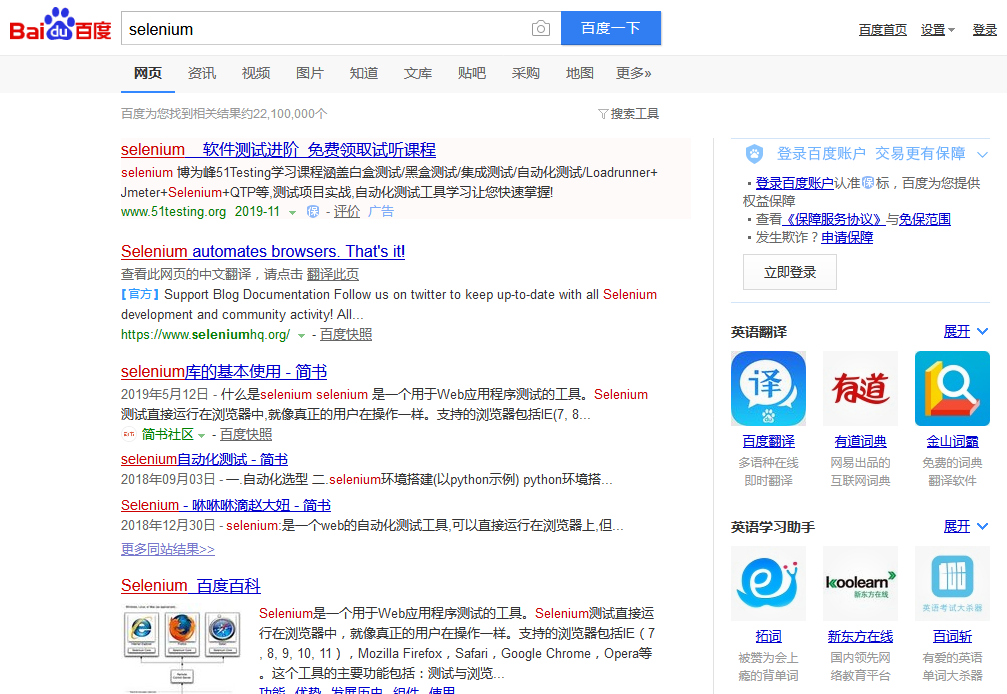 Bai du 百度
selenium
百度一下
百度首页 设置 登录
网页 资讯 视频 图片 知道 文库 贴吧 采购 地图 更多»
百度为您找到相关结果约22,100,000个
搜索工具
selenium 软件测试进阶 免费领取试听课程
selenium 博为峰51Testing学习课程涵盖白盒测试/黑盒测试/集成测试/自动化测试/Loadrunner+
Jmeter+Selenium+QTP等,测试项目实战,自动化测试工具学习让您快速掌握!
www.51testing.org 2019-11 保 - 评价 广告
Selenium automates browsers. That's it!
查看此网页的中文翻译，请点击 翻译此页
【官方】Support Blog Documentation Follow us on twitter to keep up-to-date with all Selenium
development and community activity! All...
https://www.seleniumhq.org/ - 百度快照
selenium库的基本使用 - 简书
2019年5月12日 - 什么是selenium selenium 是一个用于Web应用程序测试的工具。Selenium
测试直接运行在浏览器中,就像真正的用户在操作一样。支持的浏览器包括IE(7, 8...
简书社区 - 百度快照
selenium自动化测试 - 简书
2018年09月03日 - 一.自动化选型 二.selenium环境搭建(以python示例) python环境搭...
Selenium - 咻咻咻滴赵大妞 - 简书
2018年12月30日 - selenium:是一个web的自动化测试工具,可以直接运行在浏览器上,但...
更多同站结果>>
Selenium_百度百科
Selenium是一个用于Web应用程序测试的工具。Selenium测试直接运
行在浏览器中，就像真正的用户在操作一样。支持的浏览器包括IE（7
, 8, 9, 10, 11），Mozilla Firefox，Safari，Google Chrome，Opera等
。这个工具的主要功能包括：测试与浏览...
功能 优势 发展历史 组件 使用
登录百度账户 交易更有保障
· 登录百度账户认准保标，百度为您提供
权益保障
· 查看《保障服务协议》与免保范围
· 发生欺诈？申请保障
立即登录
英语翻译 展开
译 有道
百度翻译 有道词典 金山词霸
多语种在线 网易出品的 免费的词典
即时翻译 互联网词典 翻译软件
英语学习助手 展开
koolearn
新东方在线
英语考试大杀器
拓词 新东方在线 百词斩
被赞为会上 国内领先网 有爱的英语
瘾的背单词 络教育平台 单词大杀器